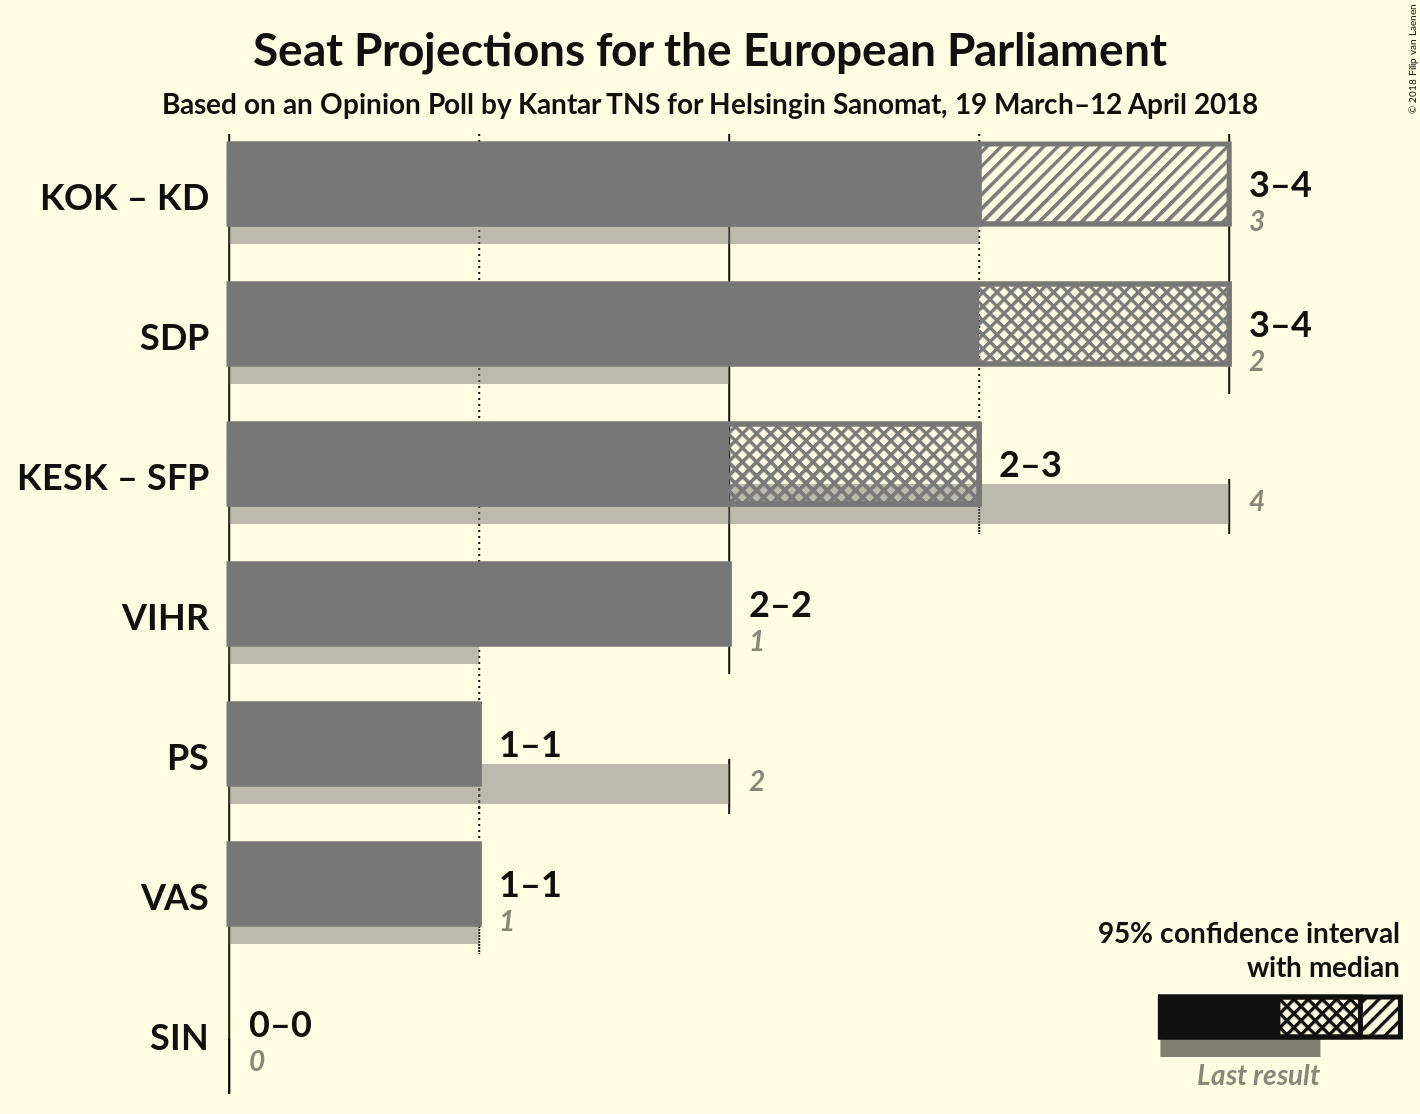 Seat Projections for the European Parliament
Based on an Opinion Poll by Kantar TNS for Helsingin Sanomat, 19 March–12 April 2018
© 2018 Filip van Laenen
KOK – KD
3–4
3
SDP
3–4
2
KESK – SFP
2–3
4
VIHR
2–2
1
PS
1–1
2
VAS
1–1
1
SIN
0–0
0
95% confidence interval
with median
Last result